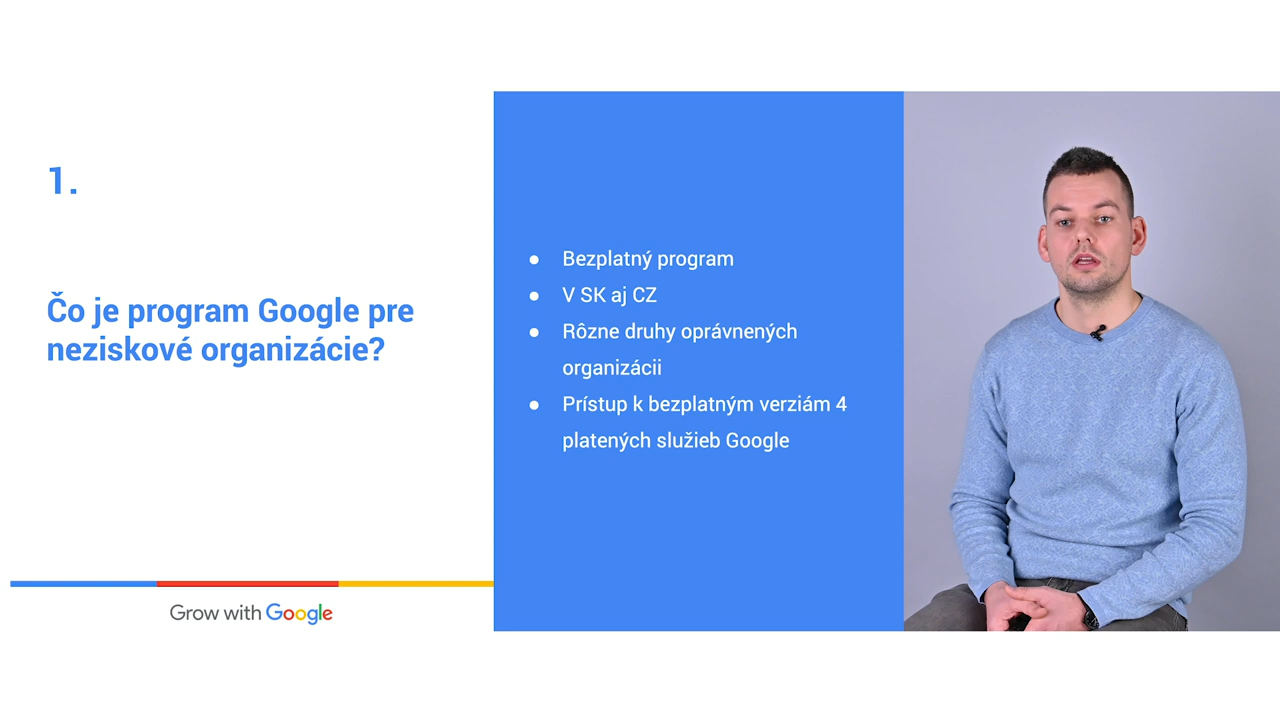 1.
Čo je program Google pre
neziskové organizácie?
Grow with Google
● Bezplatný program
● V SK aj CZ
● Rôzne druhy oprávnených
organizácii
● Prístup k bezplatným verziám 4
platených služieb Google